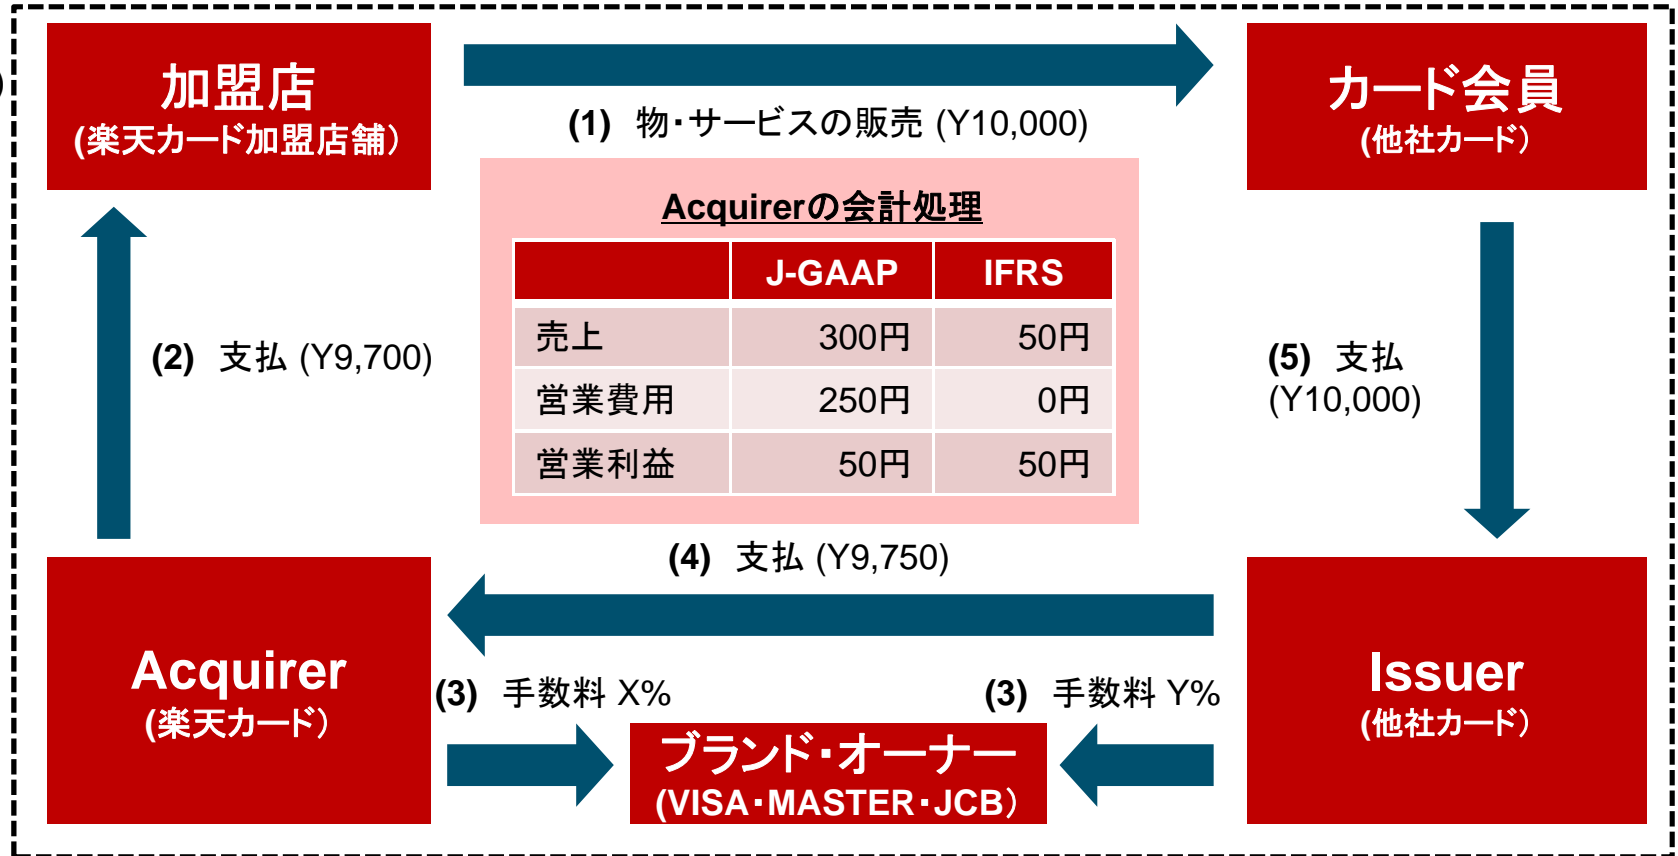 )
加盟店
(楽天カード加盟店舗)
(1) 物・サービスの販売 (Y10,000)
カード会員
(他社カード)
Acquirerの会計処理
J-GAAP IFRS
売上 300円 50円
営業費用 250円 0円
営業利益 50円 50円
(2) 支払 (Y9,700)
(5) 支払
(Y10,000)
(4) 支払 (Y9,750)
Acquirer
(楽天カード)
(3) 手数料 X%
(3) 手数料 Y%
ブランド・オーナー
(VISA・MASTER・JCB)
Issuer
(他社カード)